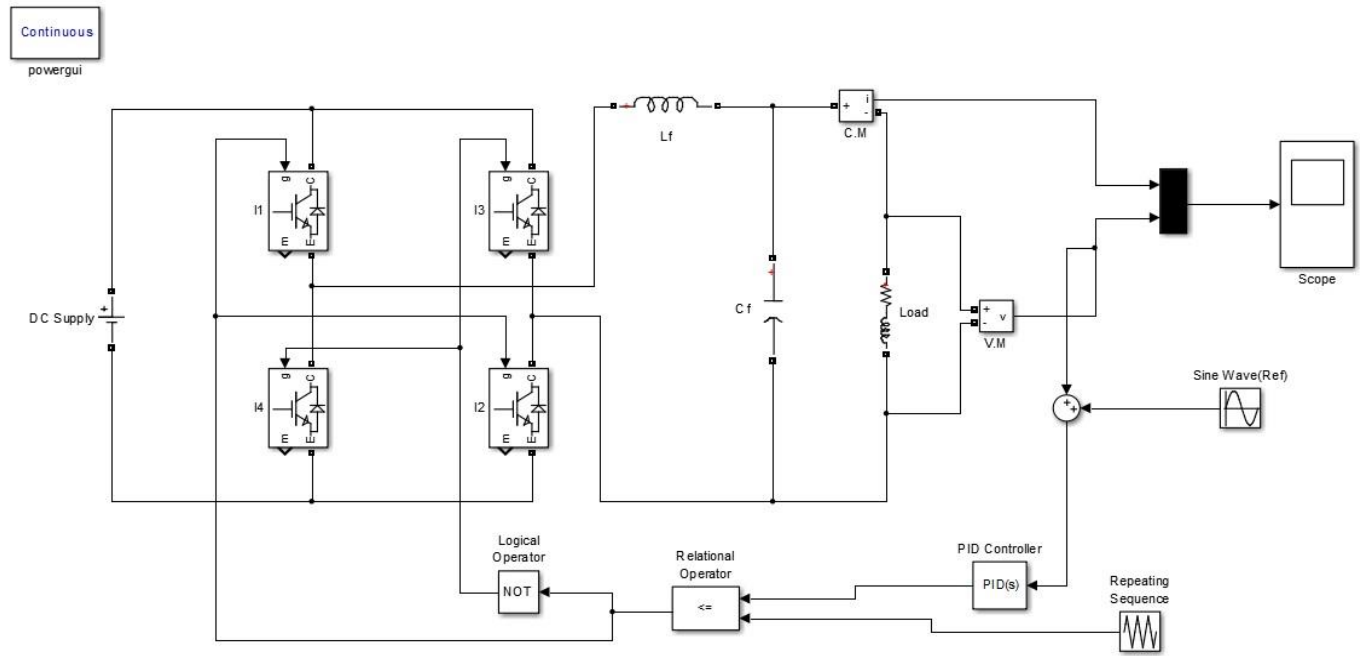 Continuous
powergui
Lf
i
+
-
C.M
g
C
I1
m
E
g
C
I3
m
E
Scope
+
DC Supply
Cf
Load
+
-
v
V.M
g
C
I4
m
E
g
C
I2
m
E
Sine Wave(Ref)
+
+
Logical
Operator
NOT
Relational
Operator
<=
PID Controller
PID(s)
Repeating
Sequence